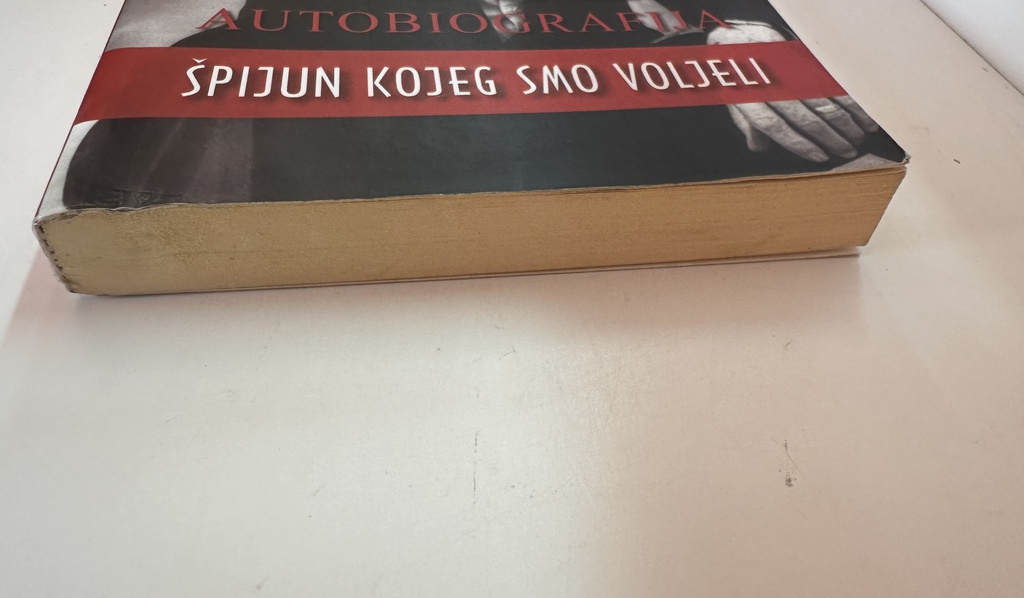 AUTOBIOGRAFIJA
ŠPIJUN KOJEG SMO VOLJELI